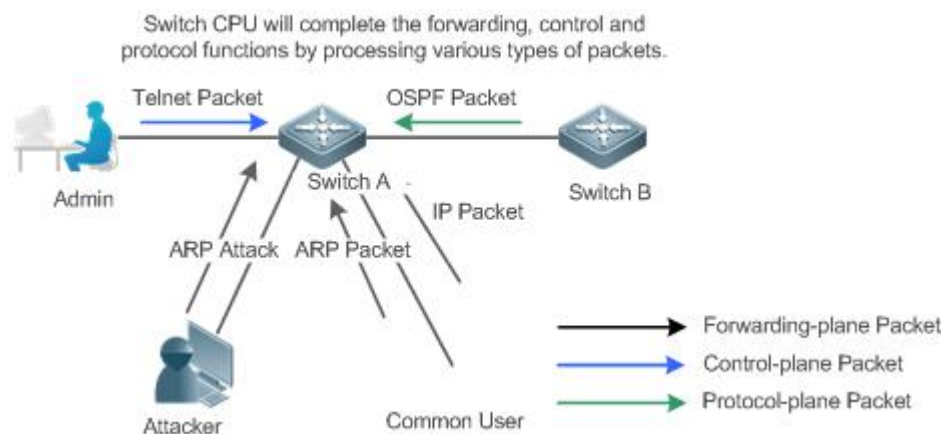 Switch CPU will complete the forwarding, control and
protocol functions by processing various types of packets.
Telnet Packet
OSPF Packet
Admin
Switch A
Switch B
IP Packet
ARP Attack
ARP Packet
Forwarding-plane Packet
Control-plane Packet
Protocol-plane Packet
Attacker
Common User